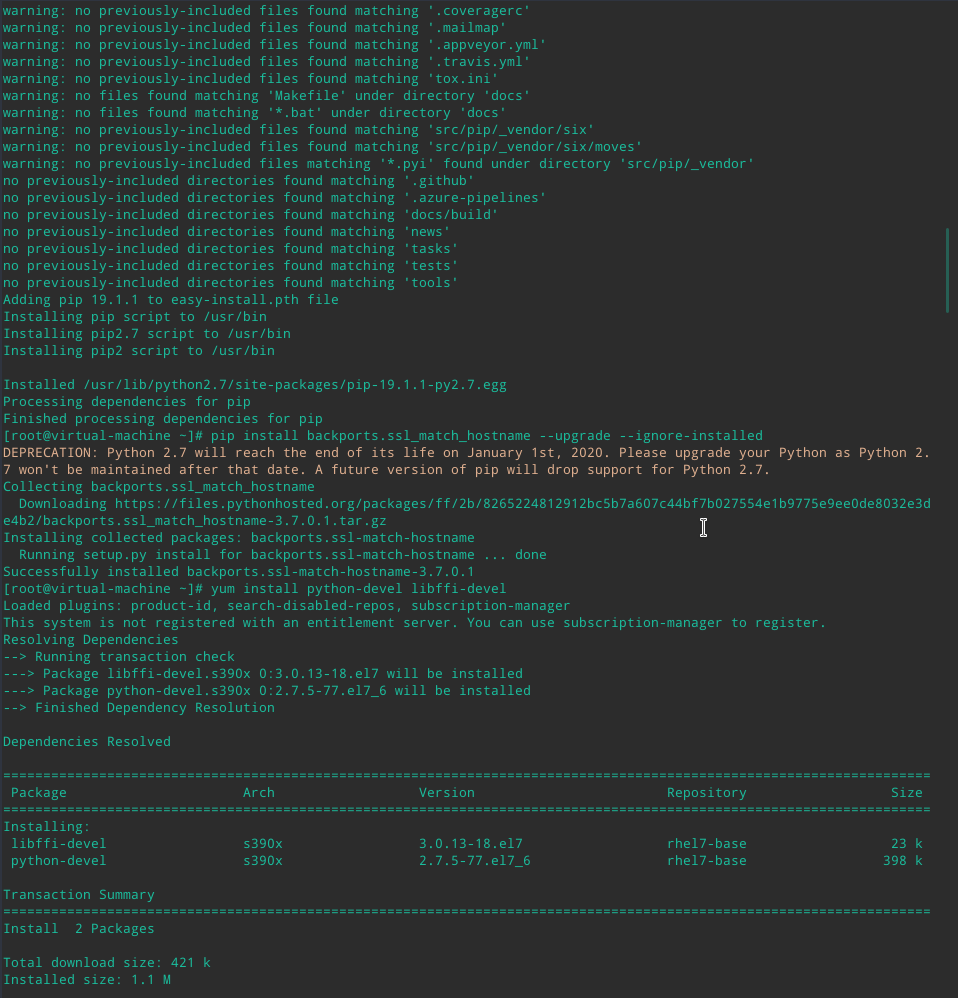 warning: no previously-included files found matching '.coveragerc'
warning: no previously-included files found matching '.mailmap'
warning: no previously-included files found matching '.appveyor.yml'
warning: no previously-included files found matching '.travis.yml'
warning: no previously-included files found matching 'tox.ini'
warning: no files found matching 'Makefile' under directory 'docs'
warning: no files found matching '*.bat' under directory 'docs'
warning: no previously-included files found matching 'src/pip/_vendor/six'
warning: no previously-included files found matching 'src/pip/_vendor/six/moves'
warning: no previously-included files matching '*.pyi' found under directory 'src/pip/_vendor'
no previously-included directories found matching '.github'
no previously-included directories found matching '.azure-pipelines'
no previously-included directories found matching 'docs/build'
no previously-included directories found matching 'news'
no previously-included directories found matching 'tasks'
no previously-included directories found matching 'tests'
no previously-included directories found matching 'tools'
Adding pip 19.1.1 to easy-install.pth file
Installing pip script to /usr/bin
Installing pip2.7 script to /usr/bin
Installing pip2 script to /usr/bin
Installed /usr/lib/python2.7/site-packages/pip-19.1.1-py2.7.egg
Processing dependencies for pip
Finished processing dependencies for pip
[root@virtual-machine ~]# pip install backports.ssl_match_hostname --upgrade --ignore-installed
DEPRECATION: Python 2.7 will reach the end of its life on January 1st, 2020. Please upgrade your Python as Python 2.
7 won't be maintained after that date. A future version of pip will drop support for Python 2.7.
Collecting backports.ssl_match_hostname
  Downloading https://files.pythonhosted.org/packages/ff/2b/8265224812912bc5b7a607c44bf7b027554e1b9775e9ee0de8032e3d
e4b2/backports.ssl_match_hostname-3.7.0.1.tar.gz
Installing collected packages: backports.ssl-match-hostname
  Running setup.py install for backports.ssl-match-hostname ... done
Successfully installed backports.ssl-match-hostname-3.7.0.1
[root@virtual-machine ~]# yum install python-devel libffi-devel
Loaded plugins: product-id, search-disabled-repos, subscription-manager
This system is not registered with an entitlement server. You can use subscription-manager to register.
Resolving Dependencies
--> Running transaction check
---> Package libffi-devel.s390x 0:3.0.13-18.el7 will be installed
---> Package python-devel.s390x 0:2.7.5-77.el7_6 will be installed
--> Finished Dependency Resolution
Dependencies Resolved
====================================================================================================================
 Package                      Arch                 Version                        Repository                  Size
====================================================================================================================
Installing:
 libffi-devel                 s390x                3.0.13-18.el7                  rhel7-base                  23 k
 python-devel                 s390x                2.7.5-77.el7_6                 rhel7-base                 398 k
Transaction Summary
====================================================================================================================
Install  2 Packages
Total download size: 421 k
Installed size: 1.1 M